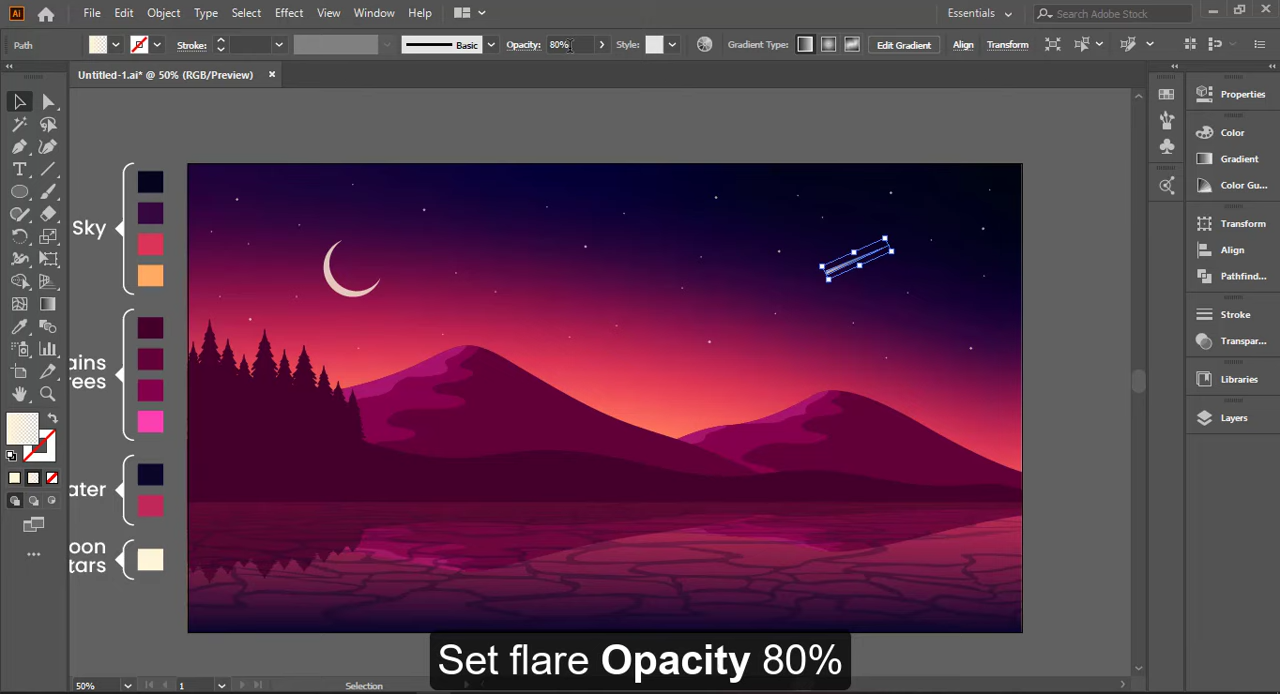 Ai File Edit Object Type Select Effect View Window Help Essentials Search Adobe Stock
Path Stroke: Basic Opacity: 80% Style: Gradient Type: Edit Gradient Align Transform
Untitled-1.ai* @ 50% (RGB/Preview)
Properties
Color
Gradient
Color Gu...
Transform
Align
Pathfind...
Stroke
Transpar...
Libraries
Layers
Sky
ains
rees
ater
oon
tars
Set flare Opacity 80%
50% 1 Selection